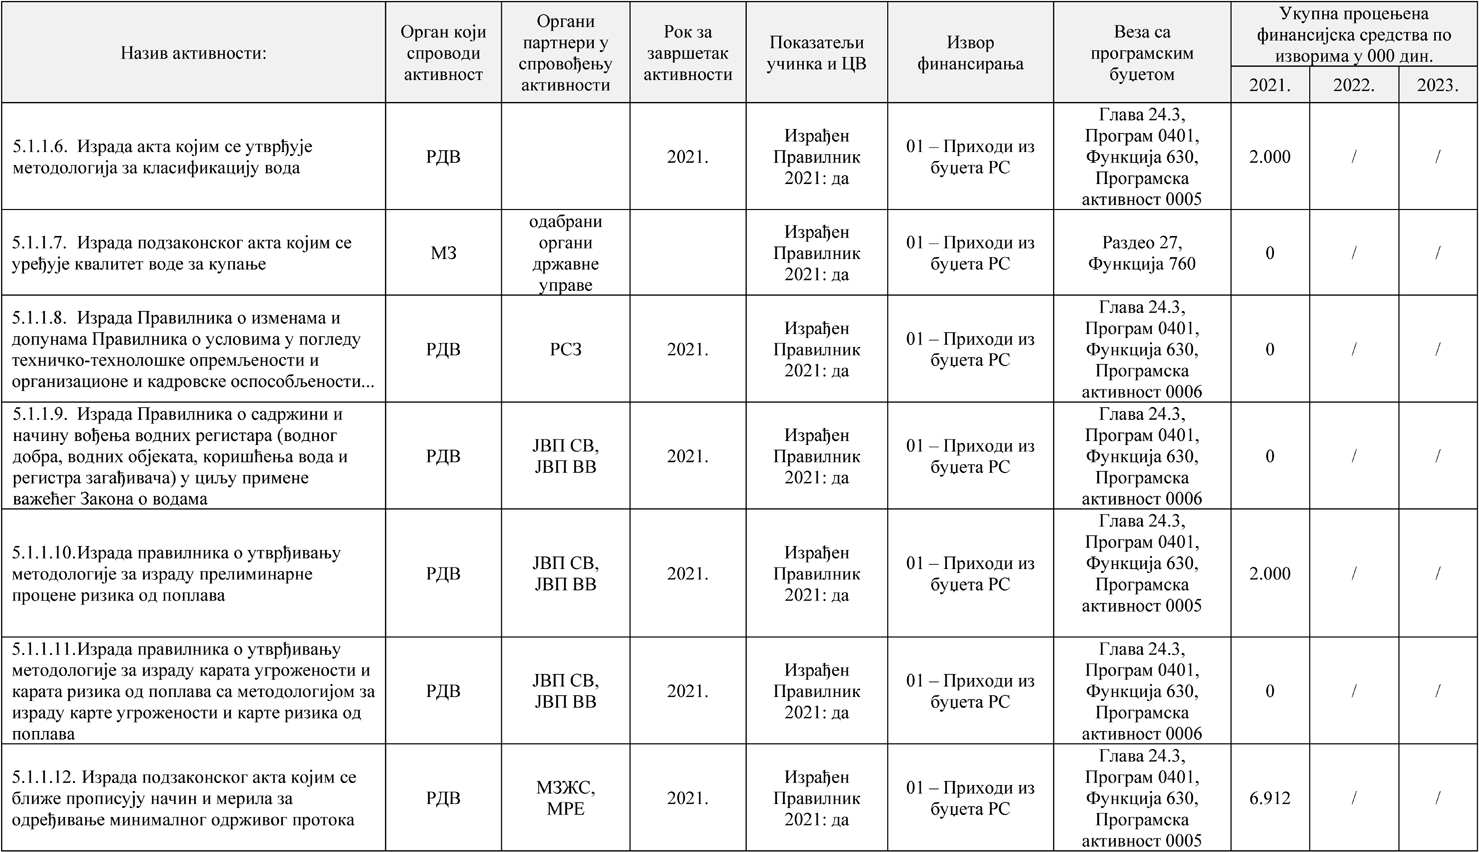 Назив активности:
Орган који
спроводи
активност
Органи
партнери у
спровођењу
активности
Рок за
завршетак
активности
Показатељи
учинка и ЦВ
Извор
финансирања
Веза са
програмским
буџетом
Укупна процењена
финансијска средства по
изворима у 000 дин.
2021.
2022.
2023.
5.1.1.6. Израда акта којим се утврђује
методологија за класификацију вода
РДВ
2021.
Израђен
Правилник
2021: да
01 – Приходи из
буџета РС
Глава 24.3,
Програм 0401,
Функција 630,
Програмска
активност 0005
2.000
/
/
5.1.1.7. Израда подзаконског акта којим се
уређује квалитет воде за купање
МЗ
одабрани
органи
државне
управе
Израђен
Правилник
2021: да
01 – Приходи из
буџета РС
Раздео 27,
Функција 760
0
/
/
5.1.1.8. Израда Правилника о изменама и
допунама Правилника о условима у погледу
техничко-технолошке опремљености и
организационе и кадровске оспособљености...
РДВ
РСЗ
2021.
Израђен
Правилник
2021: да
01 – Приходи из
буџета РС
Глава 24.3,
Програм 0401,
Функција 630,
Програмска
активност 0006
0
/
/
5.1.1.9. Израда Правилника о садржини и
начину вођења водних регистара (водног
добра, водних објеката, коришћења вода и
регистра загађивача) у циљу примене
важећег Закона о водама
РДВ
ЈВП СВ,
ЈВП ВВ
2021.
Израђен
Правилник
2021: да
01 – Приходи из
буџета РС
Глава 24.3,
Програм 0401,
Функција 630,
Програмска
активност 0006
0
/
/
5.1.1.10.Израда правилника о утврђивању
методологије за израду прелиминарне
процене ризика од поплава
РДВ
ЈВП СВ,
ЈВП ВВ
2021.
Израђен
Правилник
2021: да
01 – Приходи из
буџета РС
Глава 24.3,
Програм 0401,
Функција 630,
Програмска
активност 0005
2.000
/
/
5.1.1.11.Израда правилника о утврђивању
методологије за израду карата угрожености и
карата ризика од поплава са методологијом за
израду карте угрожености и карте ризика од
поплава
РДВ
ЈВП СВ,
ЈВП ВВ
2021.
Израђен
Правилник
2021: да
01 – Приходи из
буџета РС
Глава 24.3,
Програм 0401,
Функција 630,
Програмска
активност 0006
0
/
/
5.1.1.12. Израда подзаконског акта којим се
ближе прописују начин и мерила за
одређивање минималног одрживог протока
РДВ
МЗЖС,
МРЕ
2021.
Израђен
Правилник
2021: да
01 – Приходи из
буџета РС
Глава 24.3,
Програм 0401,
Функција 630,
Програмска
активност 0005
6.912
/
/